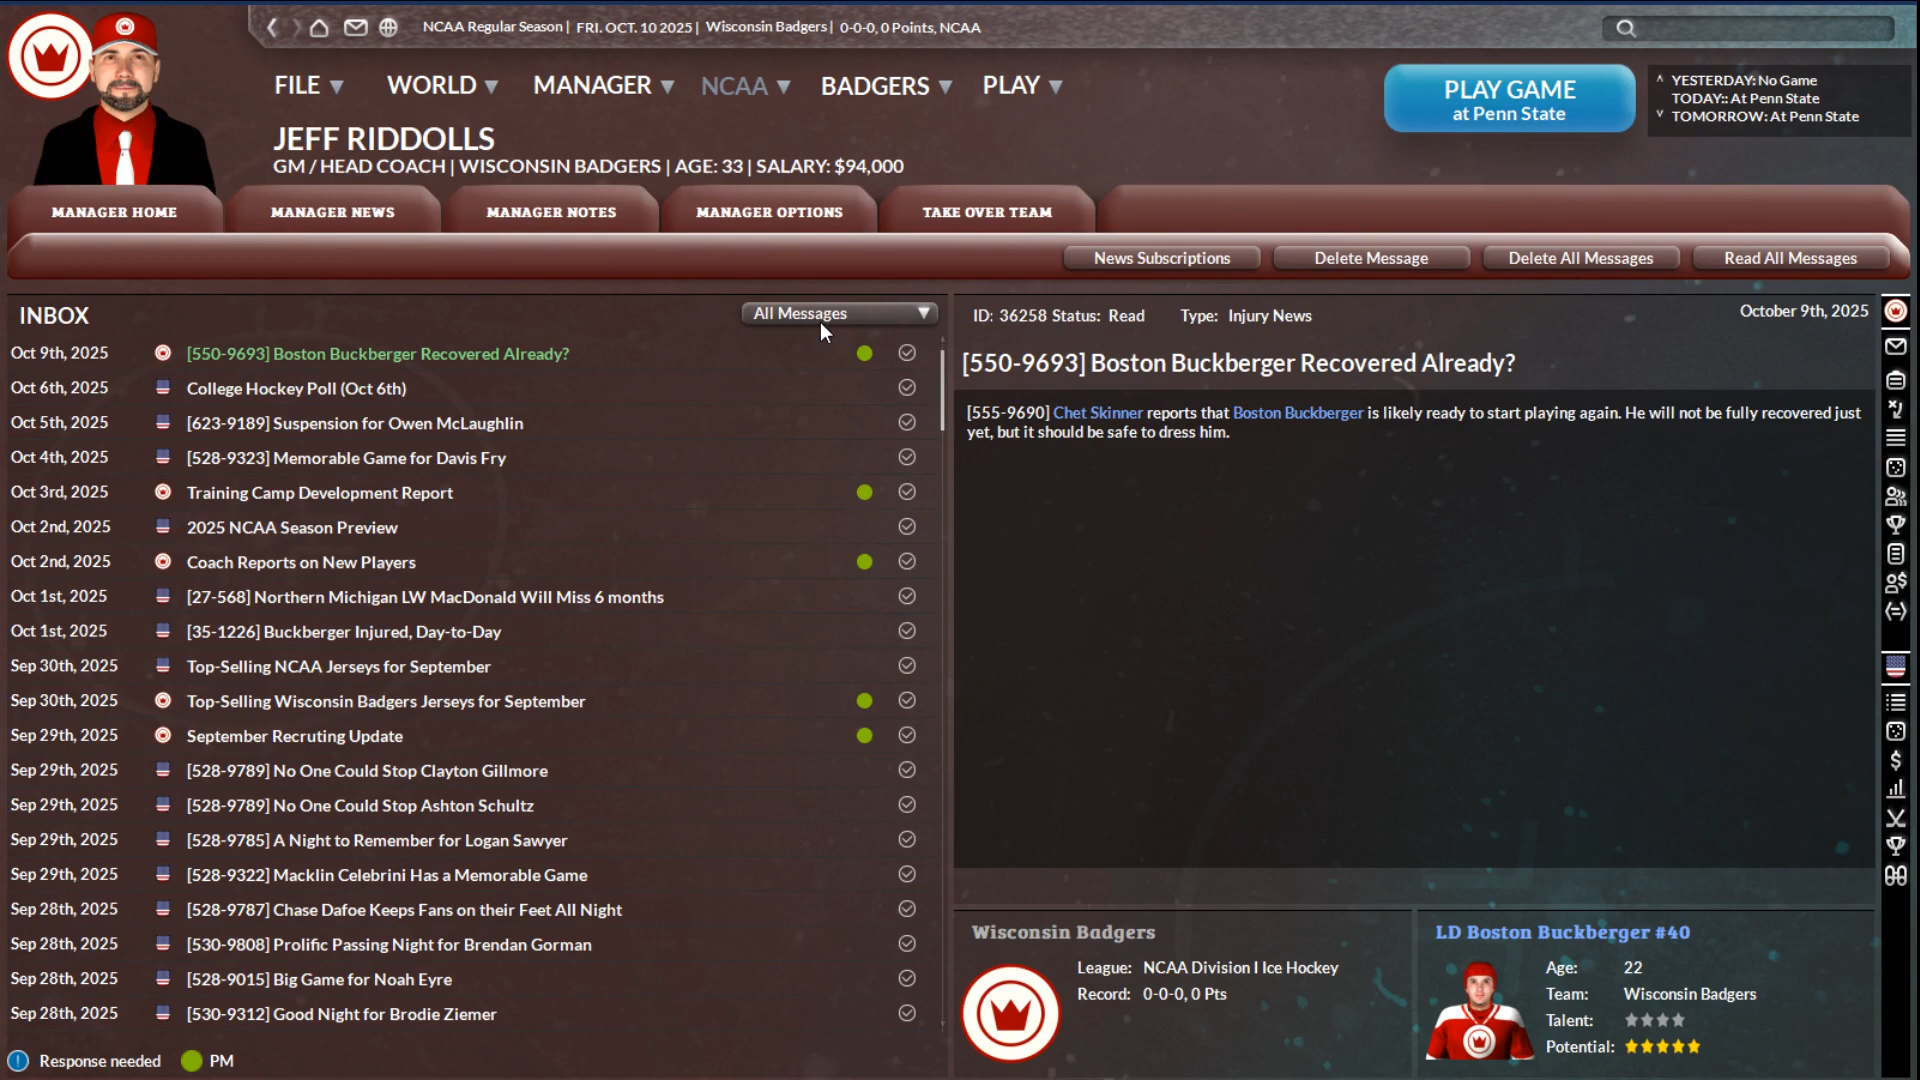 NCAA Regular Season | FRI. OCT. 10 2025 | Wisconsin Badgers | 0-0-0, 0 Points, NCAA
FILE ▼ WORLD ▼ MANAGER ▼ NCAA ▼ BADGERS ▼ PLAY ▼
PLAY GAME
at Penn State
YESTERDAY: No Game
TODAY:: At Penn State
TOMORROW: At Penn State
JEFF RIDDOLLS
GM / HEAD COACH | WISCONSIN BADGERS | AGE: 33 | SALARY: $94,000
MANAGER HOME MANAGER NEWS MANAGER NOTES MANAGER OPTIONS TAKE OVER TEAM
News Subscriptions Delete Message Delete All Messages Read All Messages
INBOX All Messages ▼
Oct 9th, 2025 [550-9693] Boston Buckberger Recovered Already?
Oct 6th, 2025 College Hockey Poll (Oct 6th)
Oct 5th, 2025 [623-9189] Suspension for Owen McLaughlin
Oct 4th, 2025 [528-9323] Memorable Game for Davis Fry
Oct 3rd, 2025 Training Camp Development Report
Oct 2nd, 2025 2025 NCAA Season Preview
Oct 2nd, 2025 Coach Reports on New Players
Oct 1st, 2025 [27-568] Northern Michigan LW MacDonald Will Miss 6 months
Oct 1st, 2025 [35-1226] Buckberger Injured, Day-to-Day
Sep 30th, 2025 Top-Selling NCAA Jerseys for September
Sep 30th, 2025 Top-Selling Wisconsin Badgers Jerseys for September
Sep 29th, 2025 September Recruting Update
Sep 29th, 2025 [528-9789] No One Could Stop Clayton Gillmore
Sep 29th, 2025 [528-9789] No One Could Stop Ashton Schultz
Sep 29th, 2025 [528-9785] A Night to Remember for Logan Sawyer
Sep 29th, 2025 [528-9322] Macklin Celebrini Has a Memorable Game
Sep 28th, 2025 [528-9787] Chase Dafoe Keeps Fans on their Feet All Night
Sep 28th, 2025 [530-9808] Prolific Passing Night for Brendan Gorman
Sep 28th, 2025 [528-9015] Big Game for Noah Eyre
Sep 28th, 2025 [530-9312] Good Night for Brodie Ziemer
Response needed PM
ID: 36258 Status: Read Type: Injury News October 9th, 2025
[550-9693] Boston Buckberger Recovered Already?
[555-9690] Chet Skinner reports that Boston Buckberger is likely ready to start playing again. He will not be fully recovered just
yet, but it should be safe to dress him.
Wisconsin Badgers
League: NCAA Division I Ice Hockey
Record: 0-0-0, 0 Pts
LD Boston Buckberger #40
Age: 22
Team: Wisconsin Badgers
Talent:
Potential: